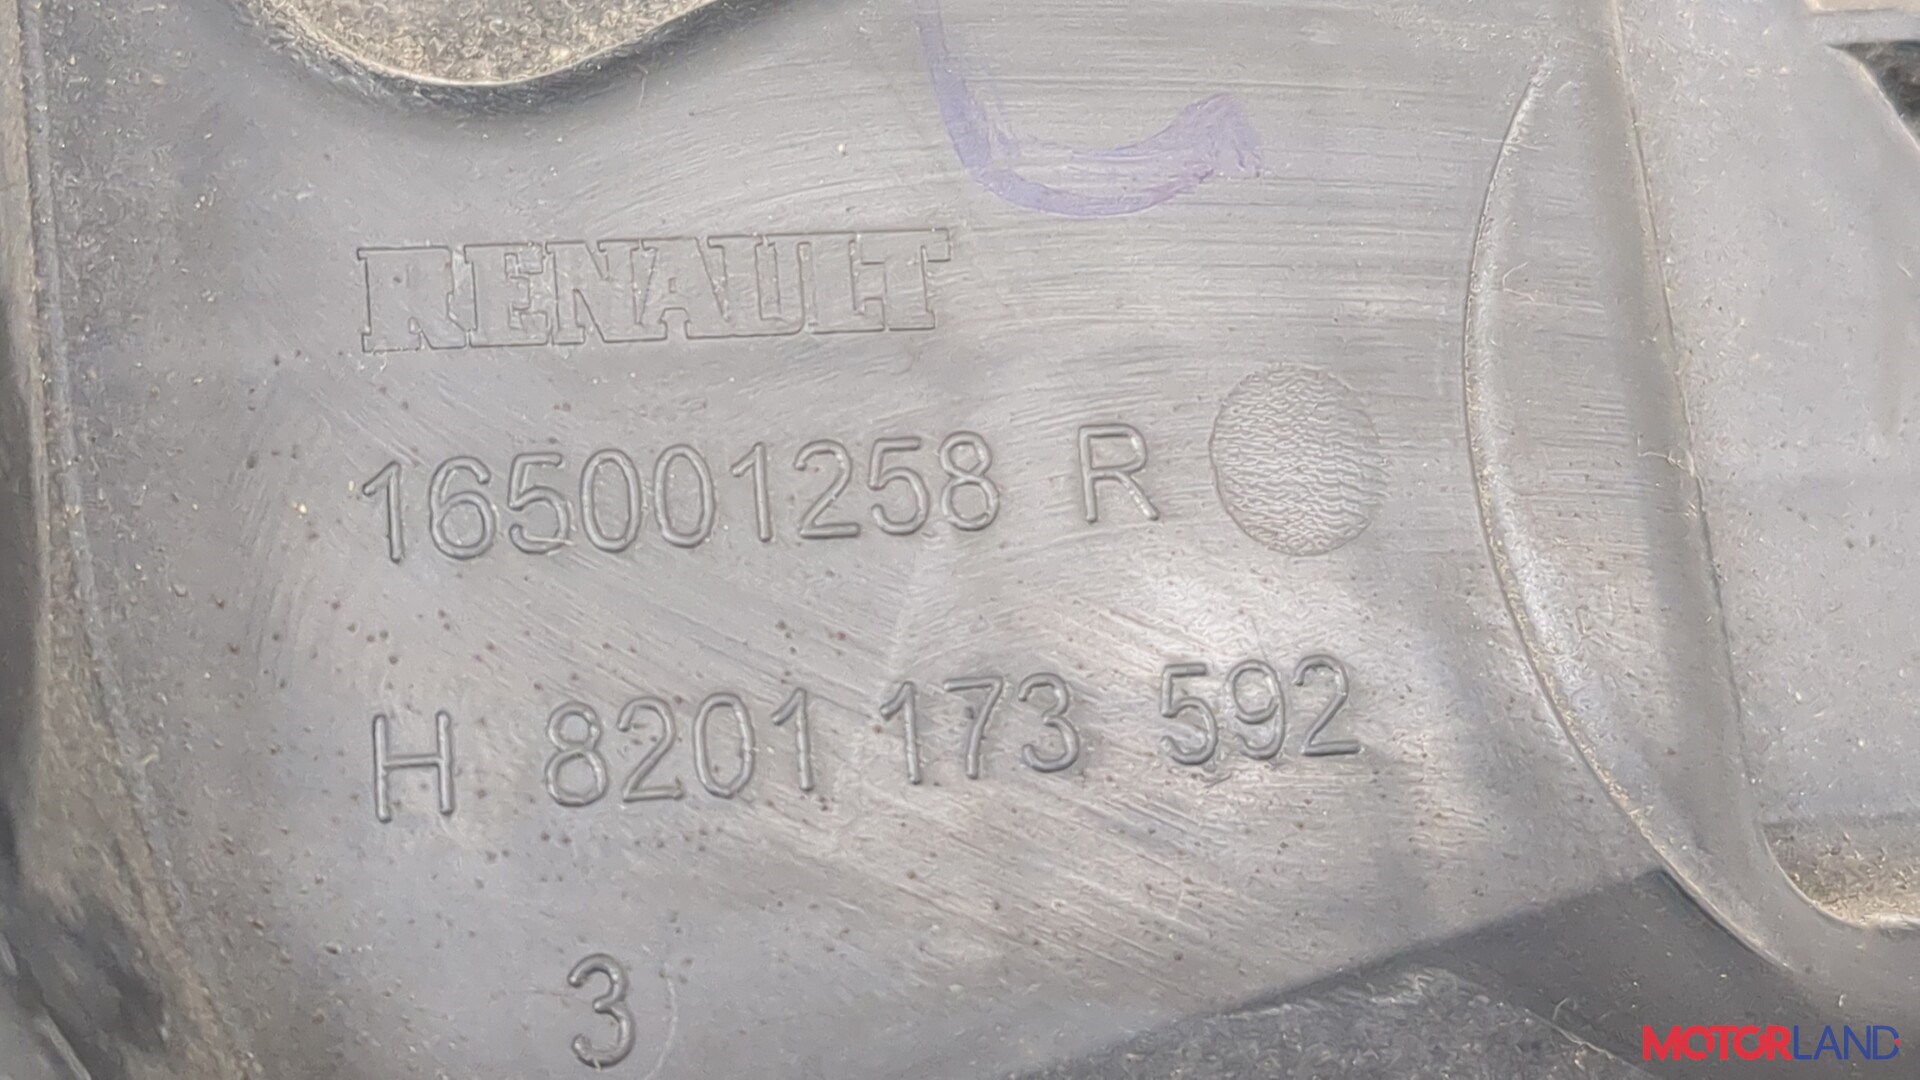 RENAULT
165001258 R
H 8201 173 592
3
MOTORLAND